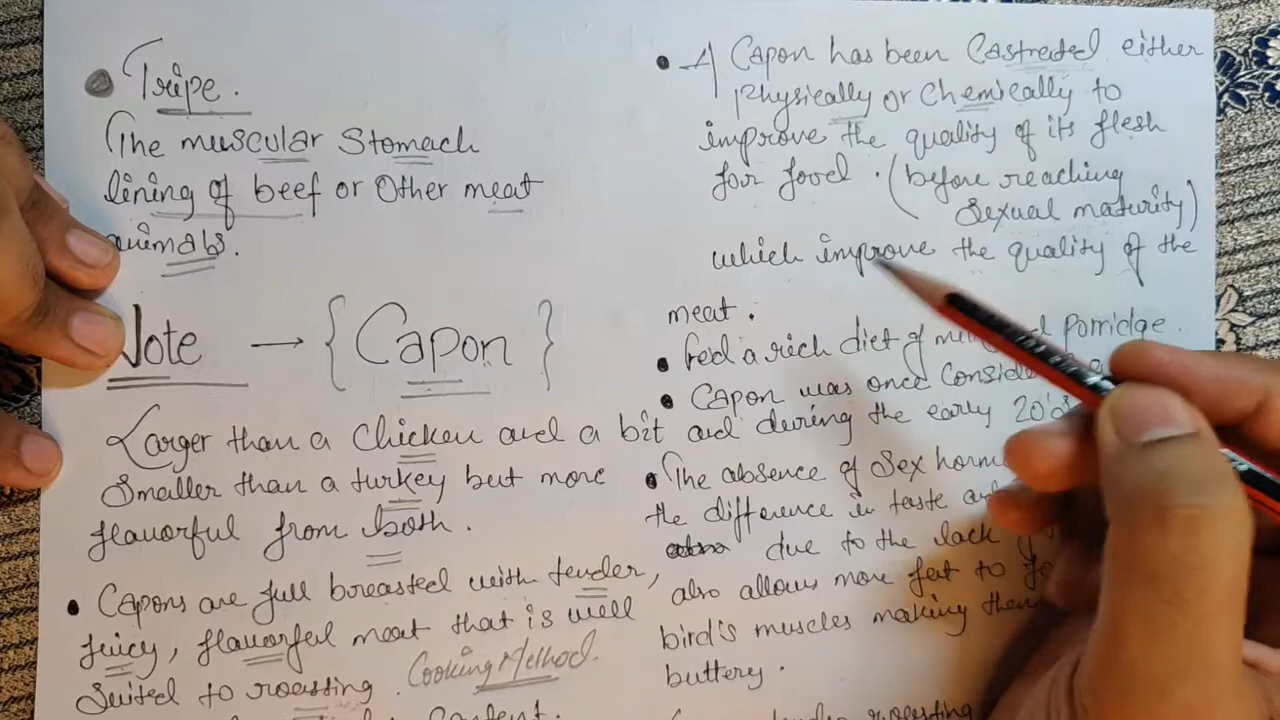 Tripe.
The muscular Stomach
lining of beef or Other meat
animals.
Note → { Capon }
Larger than a chicken and a bit
Smaller than a turkey but more
flavorful from both.
• Capons are full breasted with tender,
Juicy, flavorful meat that is well
Suited to roasting. Cooking Method.
• A Capon has been Castrated either
Physically or Chemically to
improve the quality of its flesh
for food. (before reaching
Sexual maturity)
which improve the quality of the
meat.
• feed a rich diet of Porridge.
• Capon was once
and during the early 20's
• The absence of Sex
the difference in taste
due to the lack
also allows more fat to
bird's muscles making
buttery.
roasting